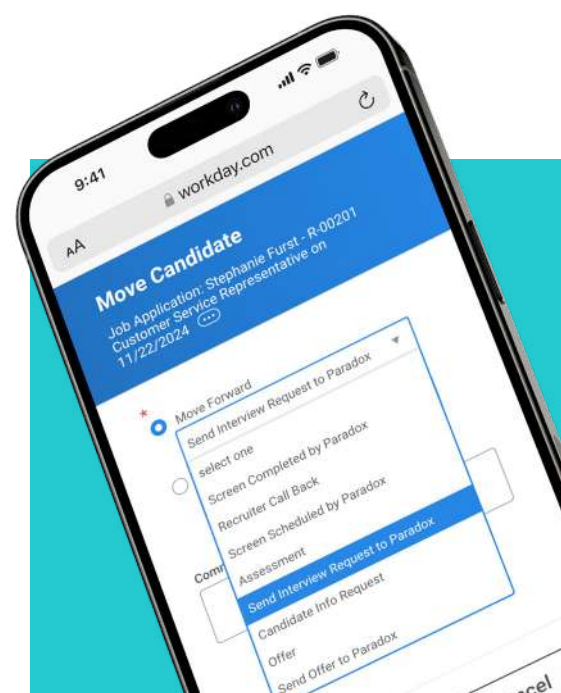 9:41
AA
workday.com
Move Candidate
Job Application: Stephanie Furst - R-00201
Customer Service Representative on
11/22/2024
* Move Forward
Send Interview Request to Paradox
select one
Screen Completed by Paradox
Recruiter Call Back
Screen Scheduled by Paradox
Assessment
Send Interview Request to Paradox
Candidate Info Request
Offer
Send Offer to Paradox